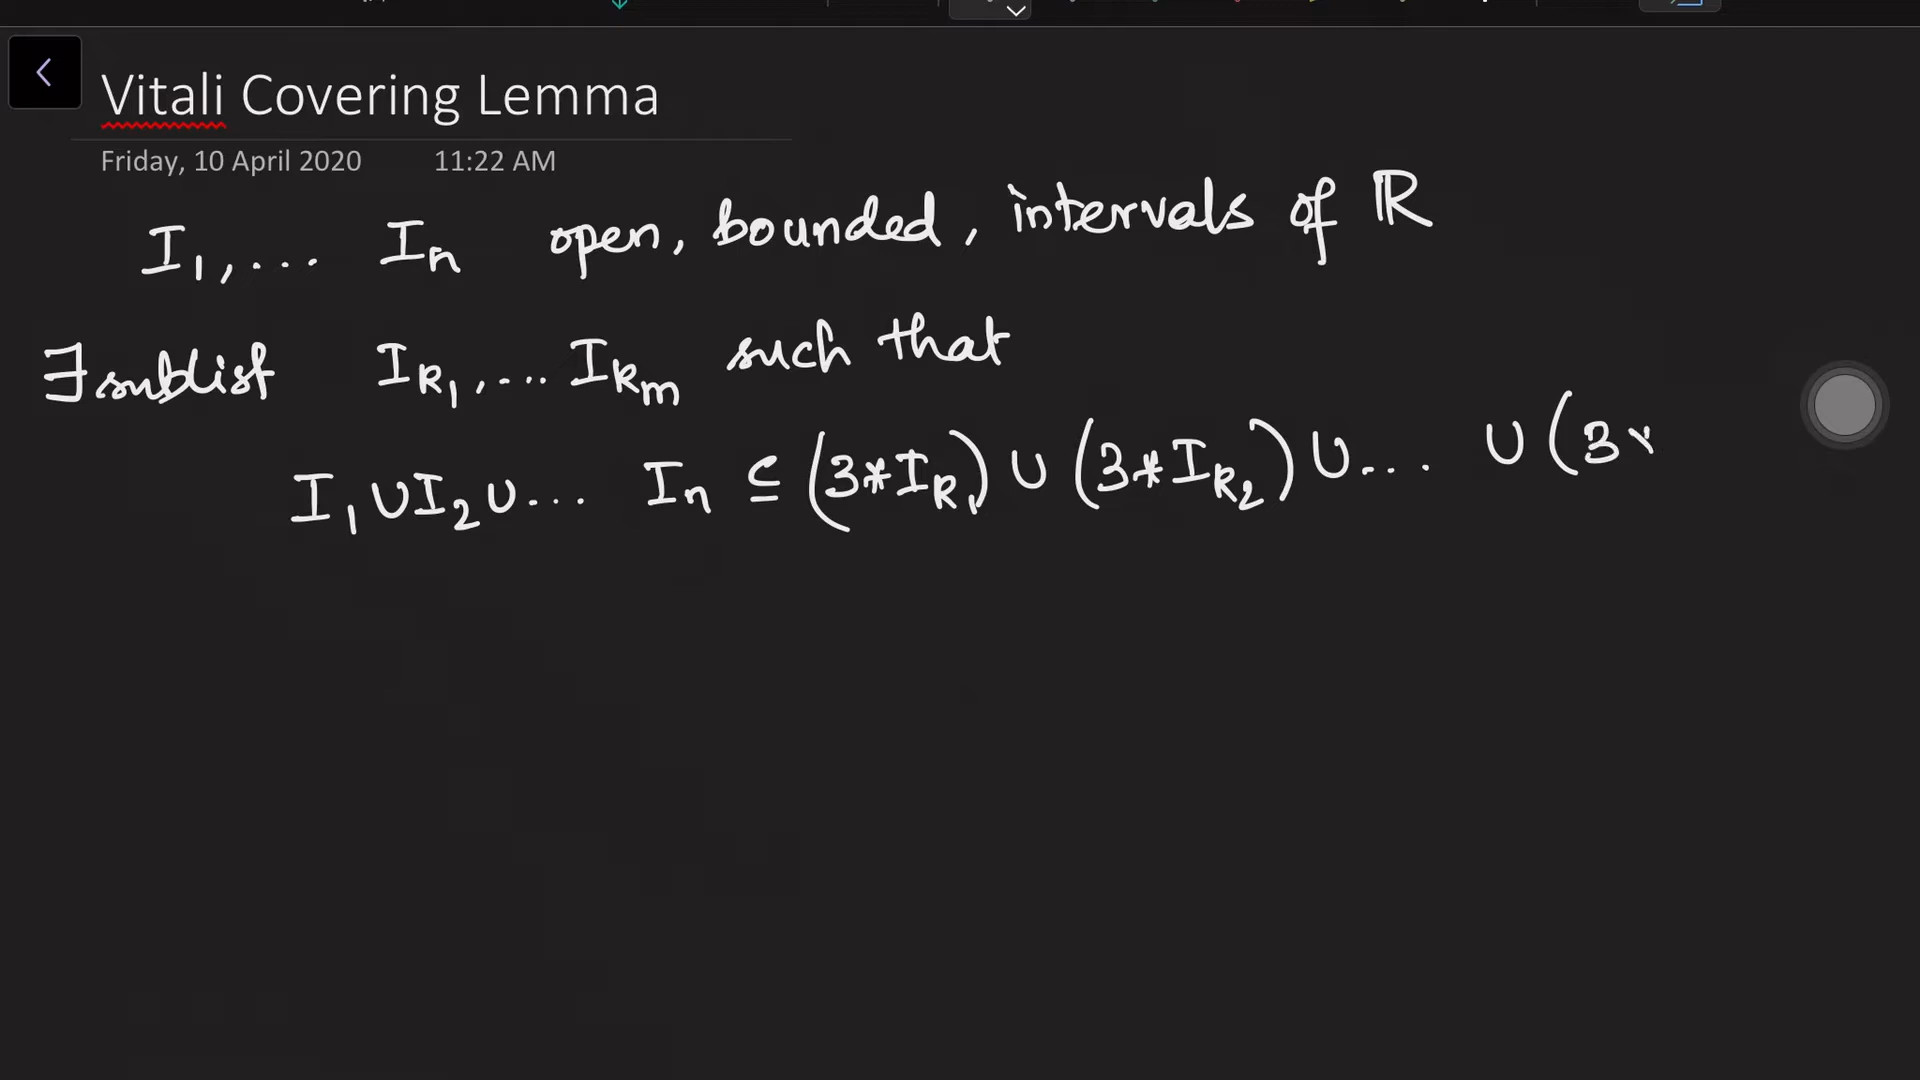 Vitali Covering Lemma
Friday, 10 April 2020 11:22 AM
I₁,... Iₙ open, bounded, intervals of ℝ
∃ sublist I_{k₁},... I_{kₘ} such that
I₁ ∪ I₂ ∪ ... Iₙ ⊆ (3*I_{k₁}) ∪ (3*I_{k₂}) ∪ ... ∪ (3